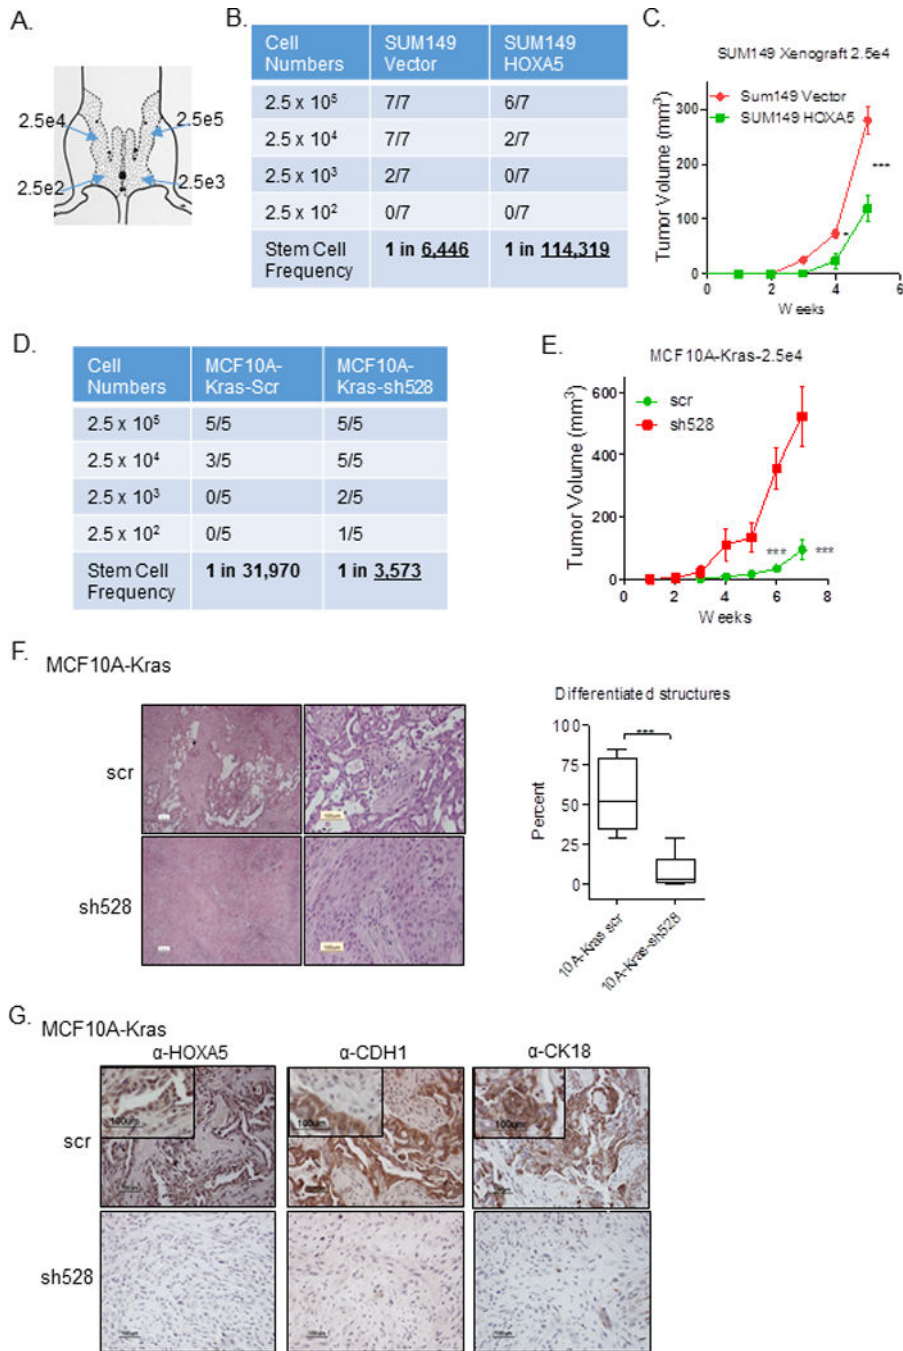 A.
2.5e4
2.5e5
2.5e2
2.5e3
B.
Cell Numbers SUM149 Vector SUM149 HOXA5
2.5 x 10⁵ 7/7 6/7
2.5 x 10⁴ 7/7 2/7
2.5 x 10³ 2/7 0/7
2.5 x 10² 0/7 0/7
Stem Cell Frequency 1 in 6,446 1 in 114,319
C.
SUM149 Xenograft 2.5e4
Sum149 Vector
SUM149 HOXA5
Tumor Volume (mm³)
300
200
100
0
***
*
0 2 4 6
Weeks
D.
Cell Numbers MCF10A-Kras-Scr MCF10A-Kras-sh528
2.5 x 10⁵ 5/5 5/5
2.5 x 10⁴ 3/5 5/5
2.5 x 10³ 0/5 2/5
2.5 x 10² 0/5 1/5
Stem Cell Frequency 1 in 31,970 1 in 3,573
E.
MCF10A-Kras-2.5e4
scr
sh528
Tumor Volume (mm³)
600
400
200
0
*** ***
0 2 4 6 8
Weeks
F.
MCF10A-Kras
scr
100µm
sh528
100µm
Differentiated structures
***
Percent
100
75
50
25
0
10A-Kras scr
10A-Kras-sh528
G.
MCF10A-Kras
α-HOXA5 α-CDH1 α-CK18
scr
100um 100um 100um
sh528
100um 100um 100um